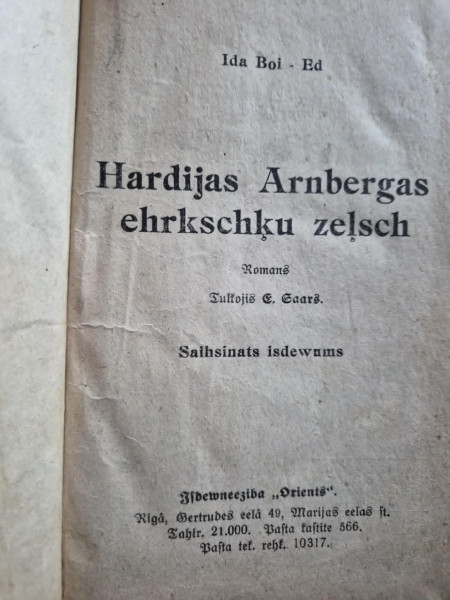 Ida Boi - Ed
Hardijas Arnbergas
ehrkschķu zeļsch
Romans
Tulkojis E. Saars.
Saihsinats isdewums
Isdewneeziba „Orients“.
Rigâ, Gertrudes eelâ 49, Marijas eelas st.
Tahlr. 21.000. Pasta kastite 566.
Pasta tek. rehķ. 10317.